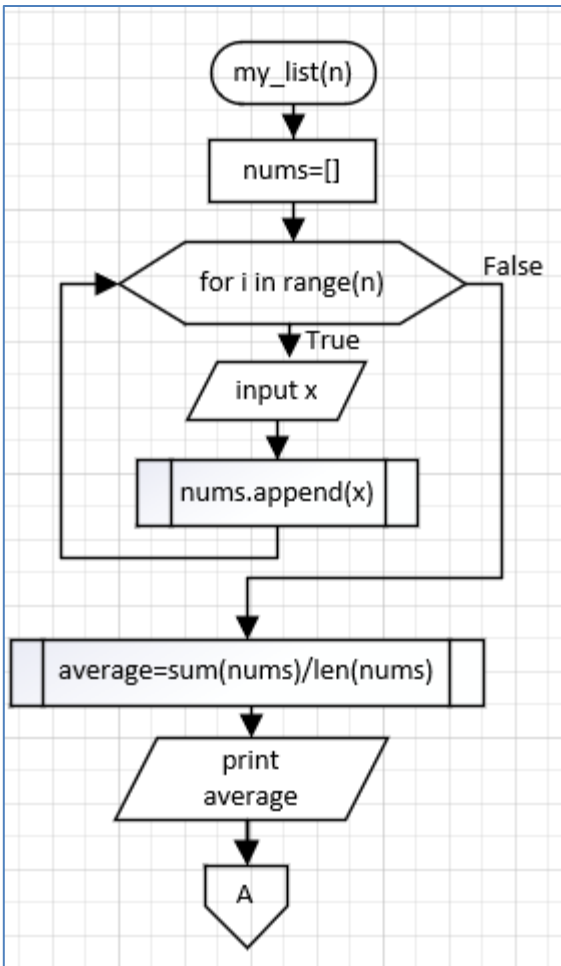 my_list(n)
nums=[]
for i in range(n)
False
True
input x
nums.append(x)
average=sum(nums)/len(nums)
print
average
A